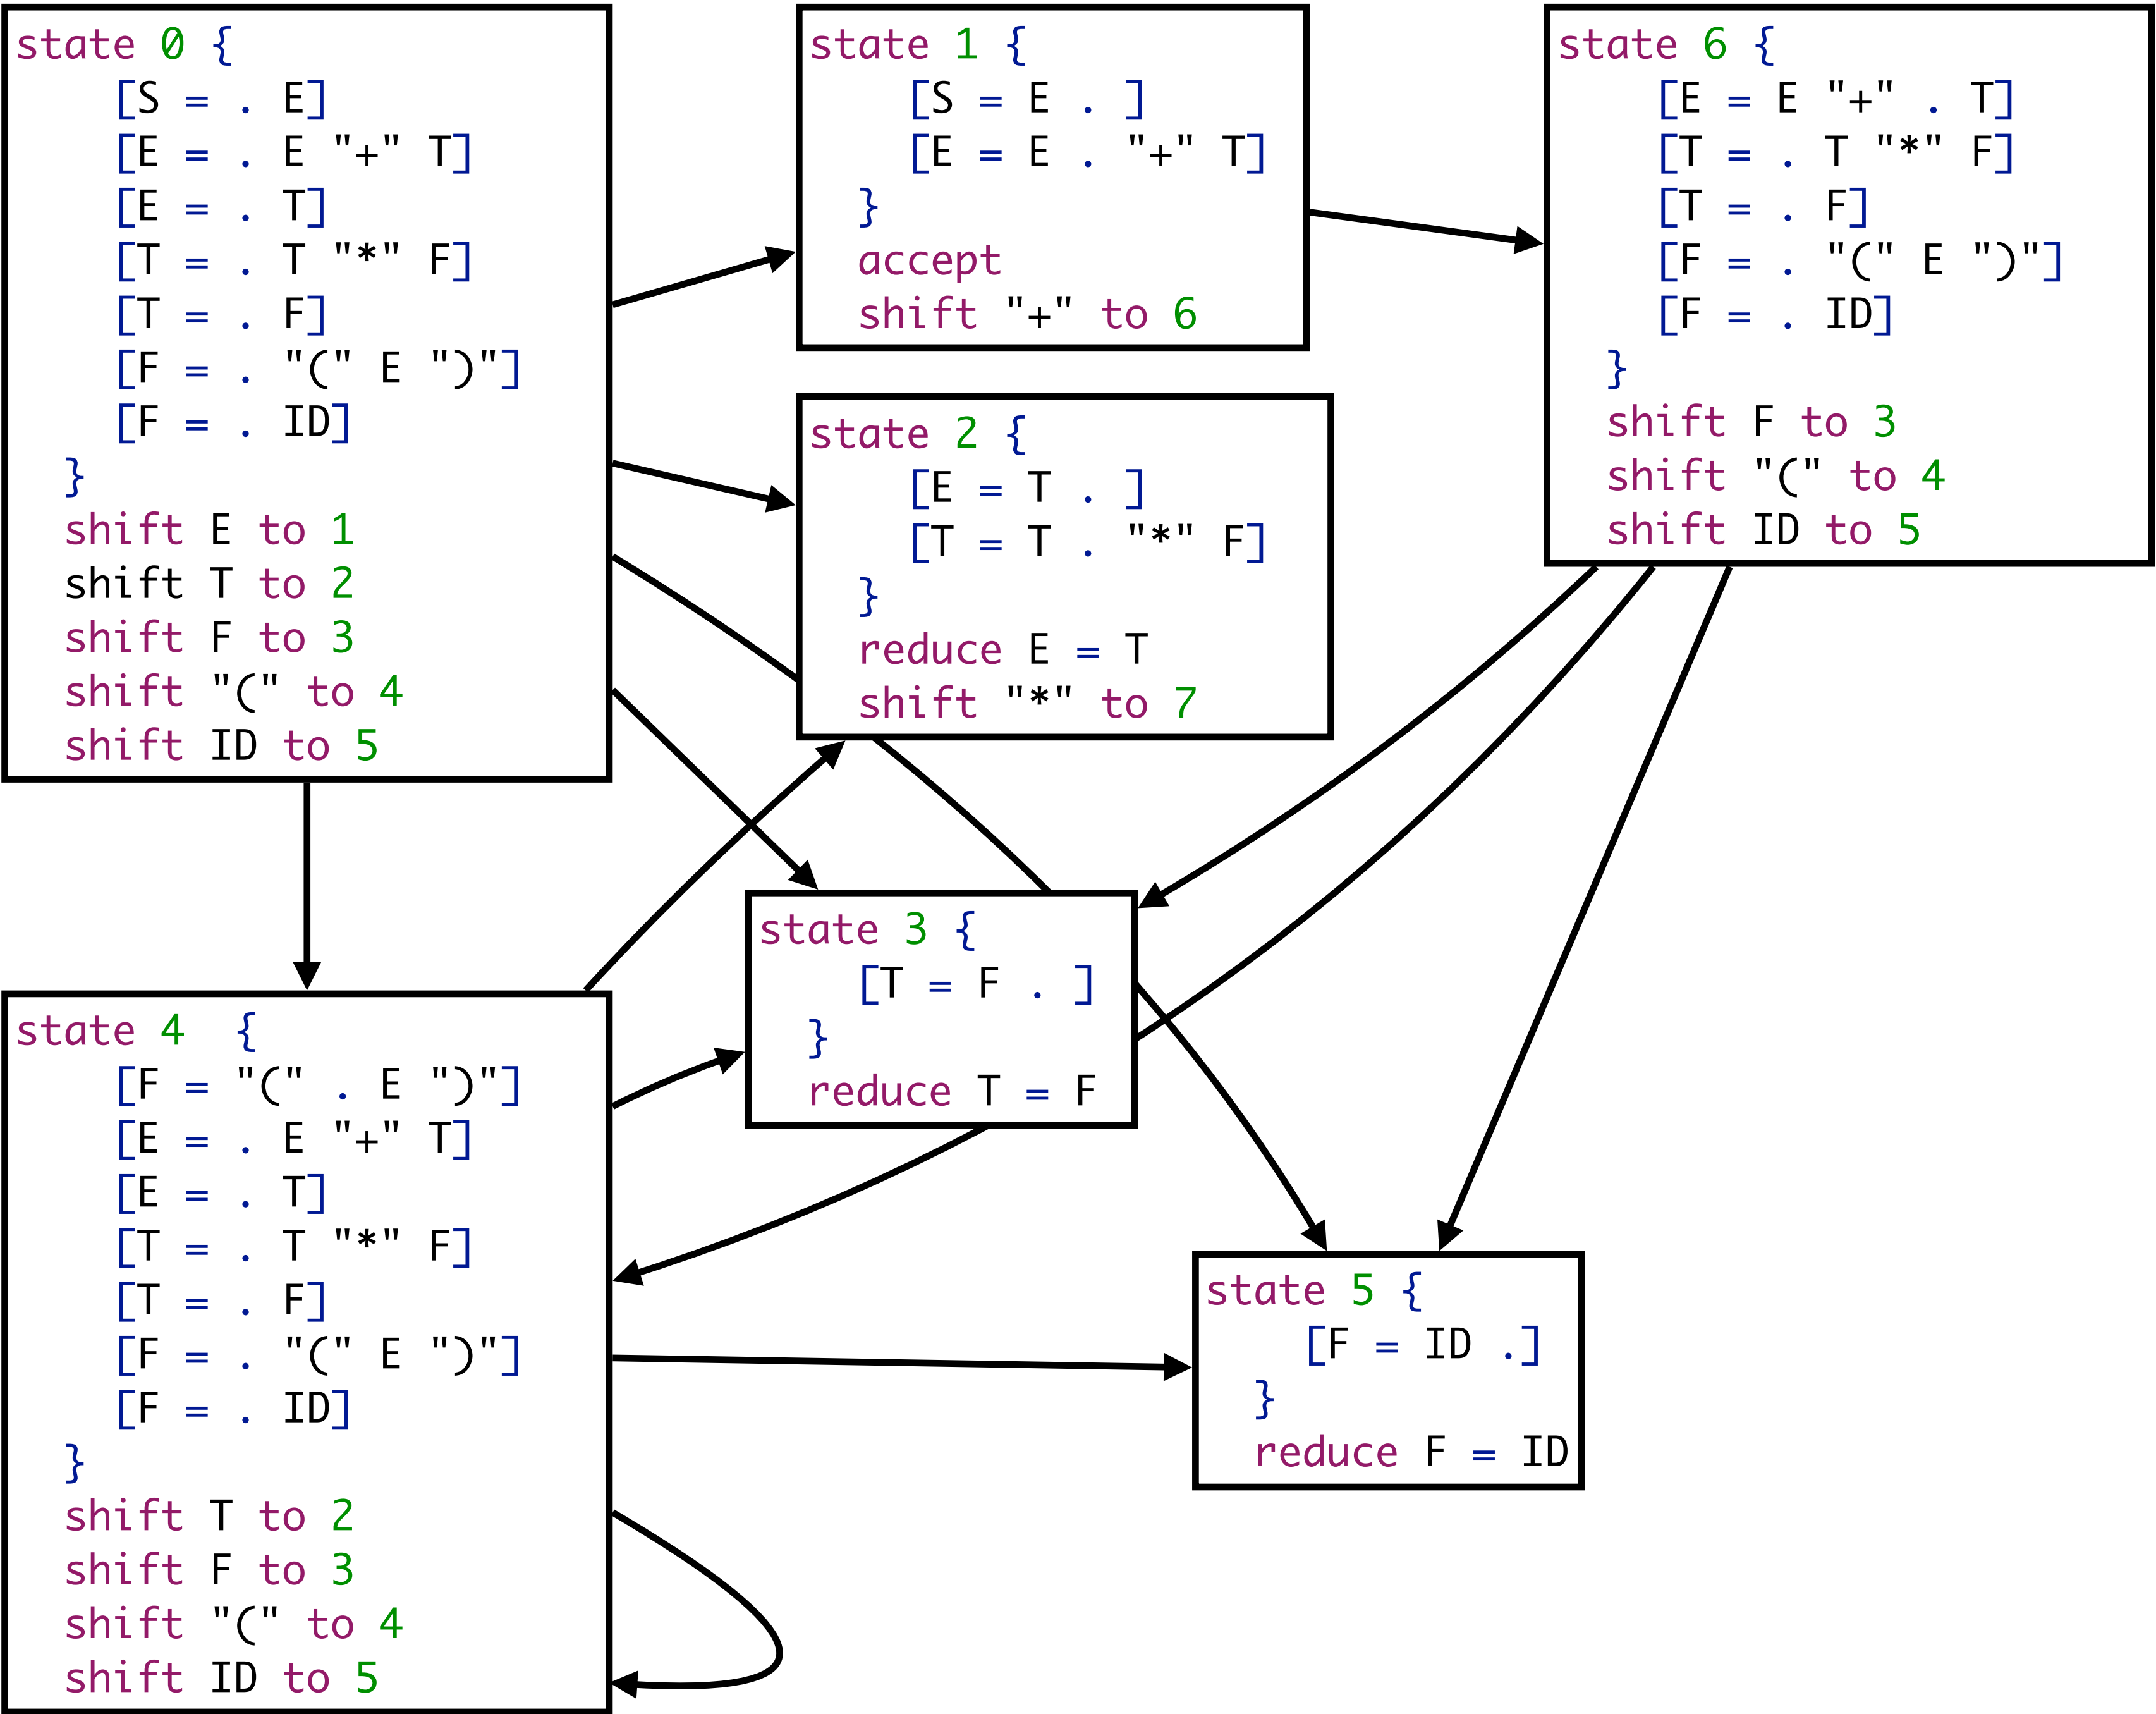 state 0 {
[S = . E]
[E = . E "+" T]
[E = . T]
[T = . T "*" F]
[T = . F]
[F = . "(" E ")"]
[F = . ID]
}
shift E to 1
shift T to 2
shift F to 3
shift "(" to 4
shift ID to 5
state 1 {
[S = E . ]
[E = E . "+" T]
}
accept
shift "+" to 6
state 6 {
[E = E "+" . T]
[T = . T "*" F]
[T = . F]
[F = . "(" E ")"]
[F = . ID]
}
shift F to 3
shift "(" to 4
shift ID to 5
state 2 {
[E = T . ]
[T = T . "*" F]
}
reduce E = T
shift "*" to 7
state 3 {
[T = F . ]
}
reduce T = F
state 4 {
[F = "(" . E ")"]
[E = . E "+" T]
[E = . T]
[T = . T "*" F]
[T = . F]
[F = . "(" E ")"]
[F = . ID]
}
shift T to 2
shift F to 3
shift "(" to 4
shift ID to 5
state 5 {
[F = ID .]
}
reduce F = ID